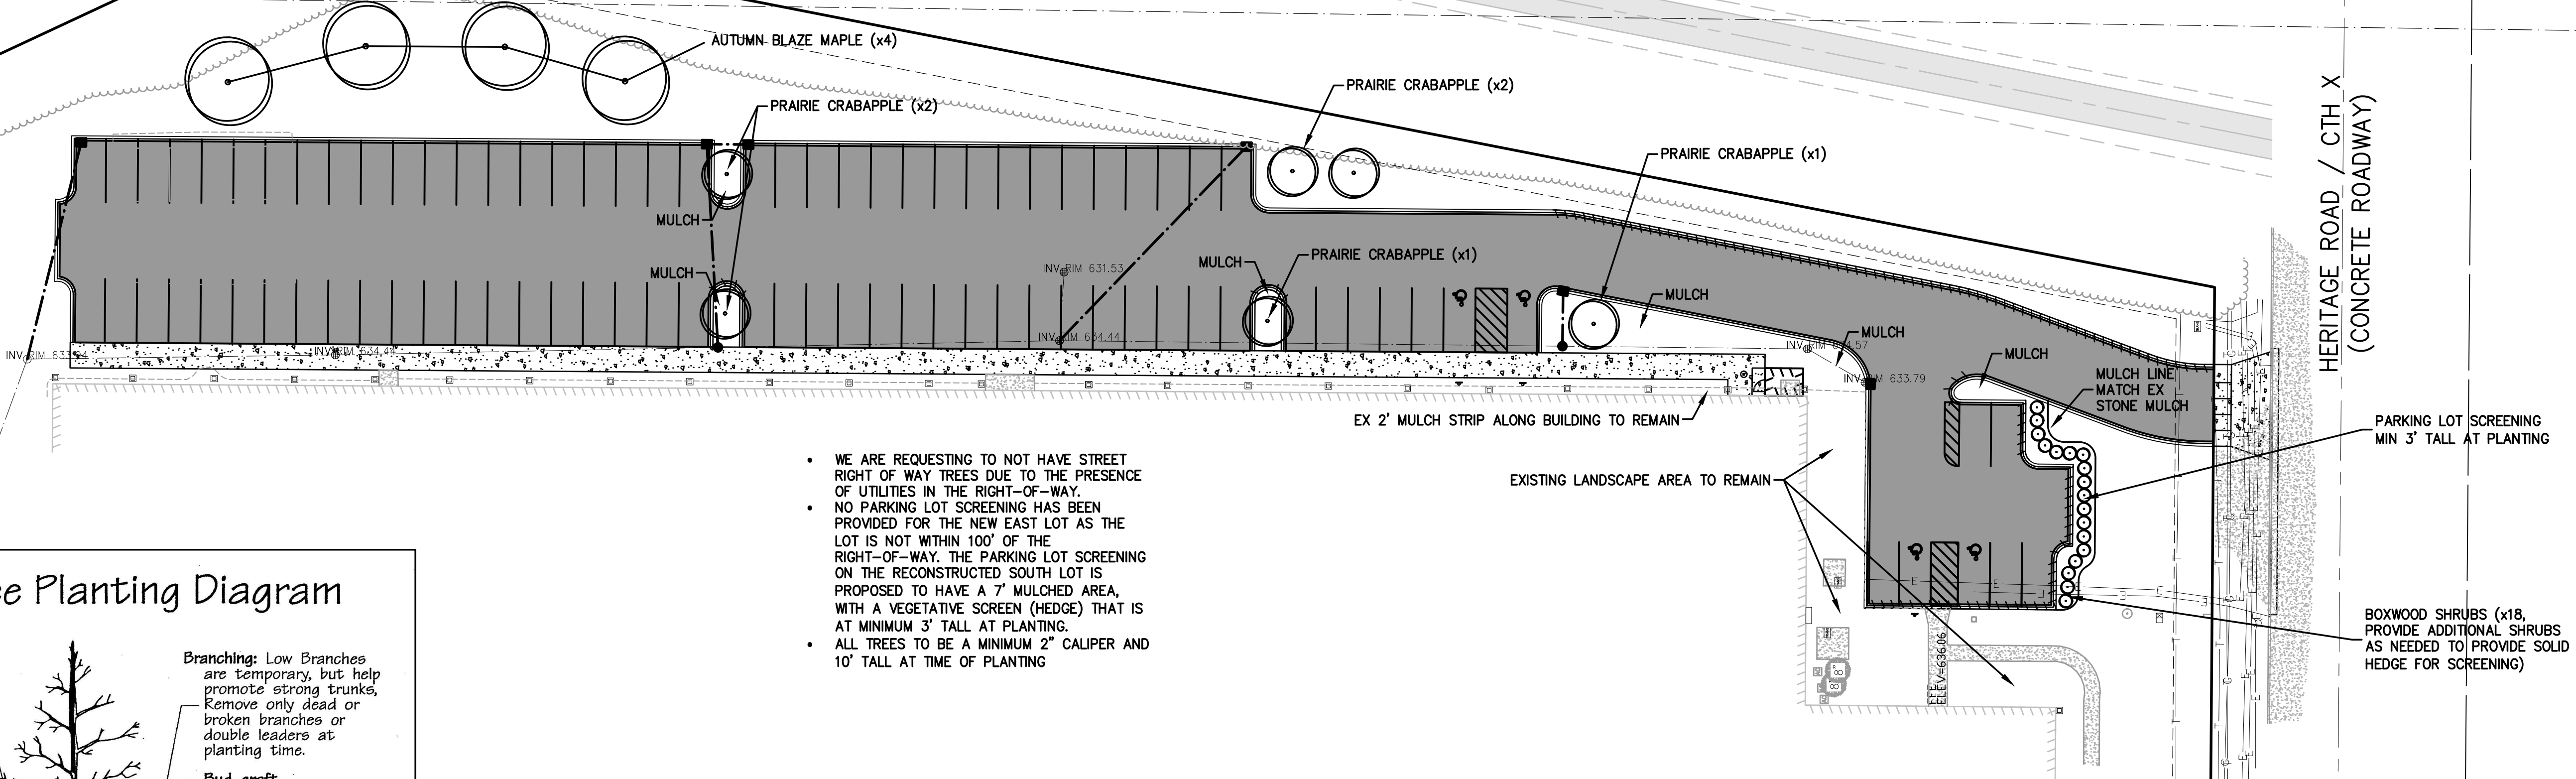 AUTUMN BLAZE MAPLE (x4)
PRAIRIE CRABAPPLE (x2)
PRAIRIE CRABAPPLE (x2)
PRAIRIE CRABAPPLE (x1)
MULCH
MULCH
MULCH
PRAIRIE CRABAPPLE (x1)
MULCH
MULCH
MULCH
MULCH LINE
MATCH EX
STONE MULCH
INV RIM 631.53
INV RIM 634.44
INV RIM
INV RIM
INV RIM
INV RIM 633.79
HERITAGE ROAD / CTH X
(CONCRETE ROADWAY)
EX 2' MULCH STRIP ALONG BUILDING TO REMAIN
PARKING LOT SCREENING
MIN 3' TALL AT PLANTING
EXISTING LANDSCAPE AREA TO REMAIN
• WE ARE REQUESTING TO NOT HAVE STREET
RIGHT OF WAY TREES DUE TO THE PRESENCE
OF UTILITIES IN THE RIGHT-OF-WAY.
• NO PARKING LOT SCREENING HAS BEEN
PROVIDED FOR THE NEW EAST LOT AS THE
LOT IS NOT WITHIN 100' OF THE
RIGHT-OF-WAY. THE PARKING LOT SCREENING
ON THE RECONSTRUCTED SOUTH LOT IS
PROPOSED TO HAVE A 7' MULCHED AREA,
WITH A VEGETATIVE SCREEN (HEDGE) THAT IS
AT MINIMUM 3' TALL AT PLANTING.
• ALL TREES TO BE A MINIMUM 2" CALIPER AND
10' TALL AT TIME OF PLANTING
BOXWOOD SHRUBS (x18,
PROVIDE ADDITIONAL SHRUBS
AS NEEDED TO PROVIDE SOLID
HEDGE FOR SCREENING)
FFE
ELEV=636.06
8"
8"
Planting Diagram
Branching: Low Branches
are temporary, but help
promote strong trunks,
Remove only dead or
broken branches or
double leaders at
planting time.